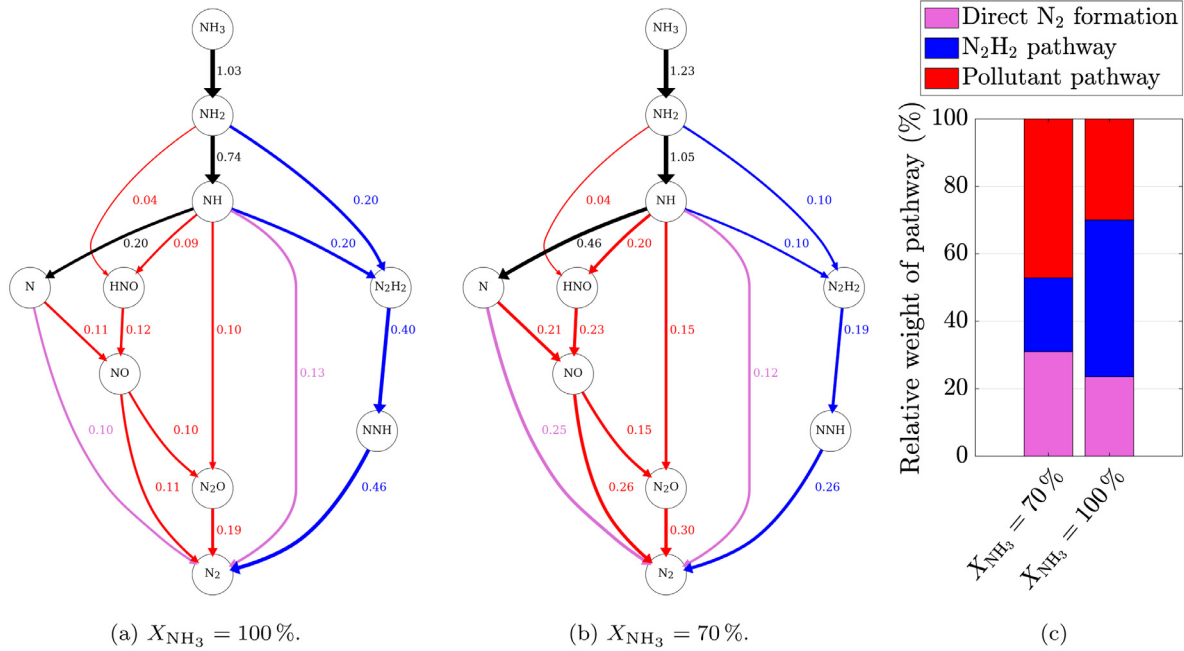 NH₃
1.03
NH₂
0.74
0.04
0.20
NH
0.20
0.09
0.20
N
HNO
N₂H₂
0.11
0.12
0.10
0.40
NO
0.13
0.10
0.10
NNH
0.11
N₂O
0.46
0.19
N₂
(a) X_NH₃ = 100 %.
NH₃
1.23
NH₂
1.05
0.04
0.10
NH
0.46
0.20
0.10
N
HNO
N₂H₂
0.21
0.23
0.15
0.19
NO
0.12
0.25
0.15
NNH
0.26
N₂O
0.26
0.30
N₂
(b) X_NH₃ = 70 %.
Direct N₂ formation
N₂H₂ pathway
Pollutant pathway
Relative weight of pathway (%)
100
80
60
40
20
0
X_NH₃ = 70 %
X_NH₃ = 100 %
(c)